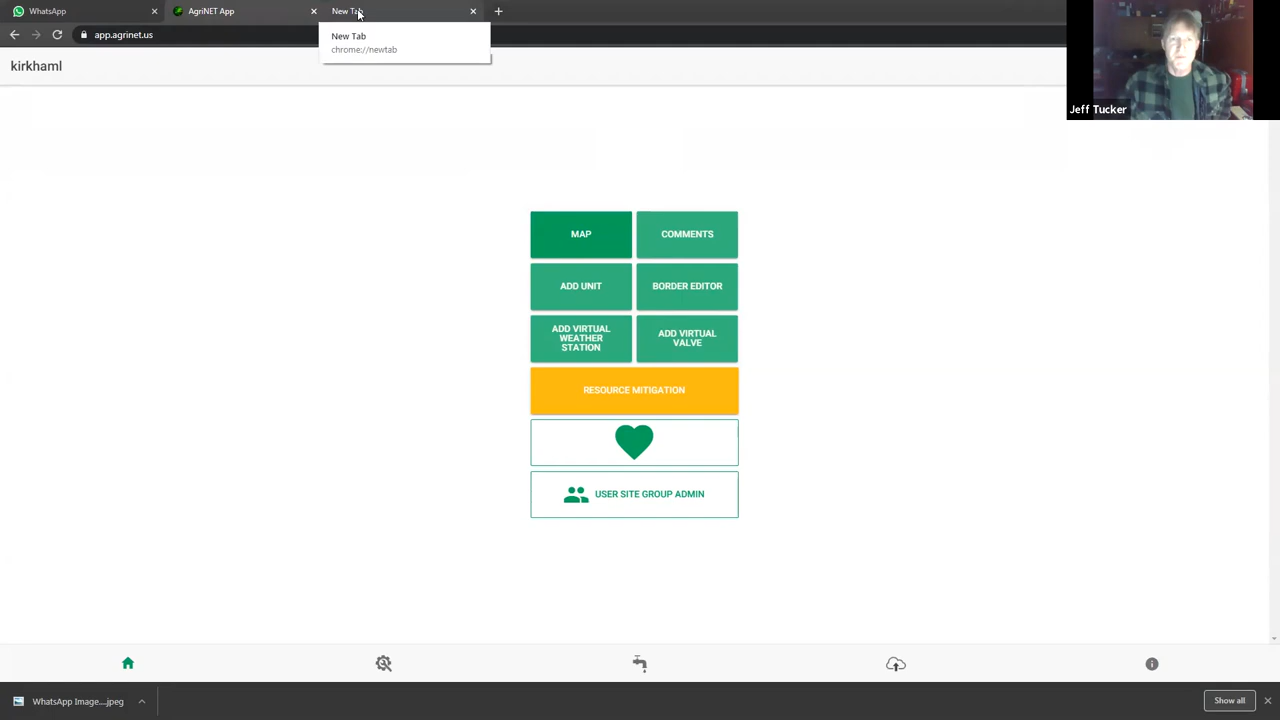 WhatsApp
AgriNET App
New Tab
app.agrinet.us
New Tab
chrome://newtab
kirkhaml
Jeff Tucker
MAP
COMMENTS
ADD UNIT
BORDER EDITOR
ADD VIRTUAL
WEATHER
STATION
ADD VIRTUAL
VALVE
RESOURCE MITIGATION
USER SITE GROUP ADMIN
WhatsApp Image....jpeg
Show all